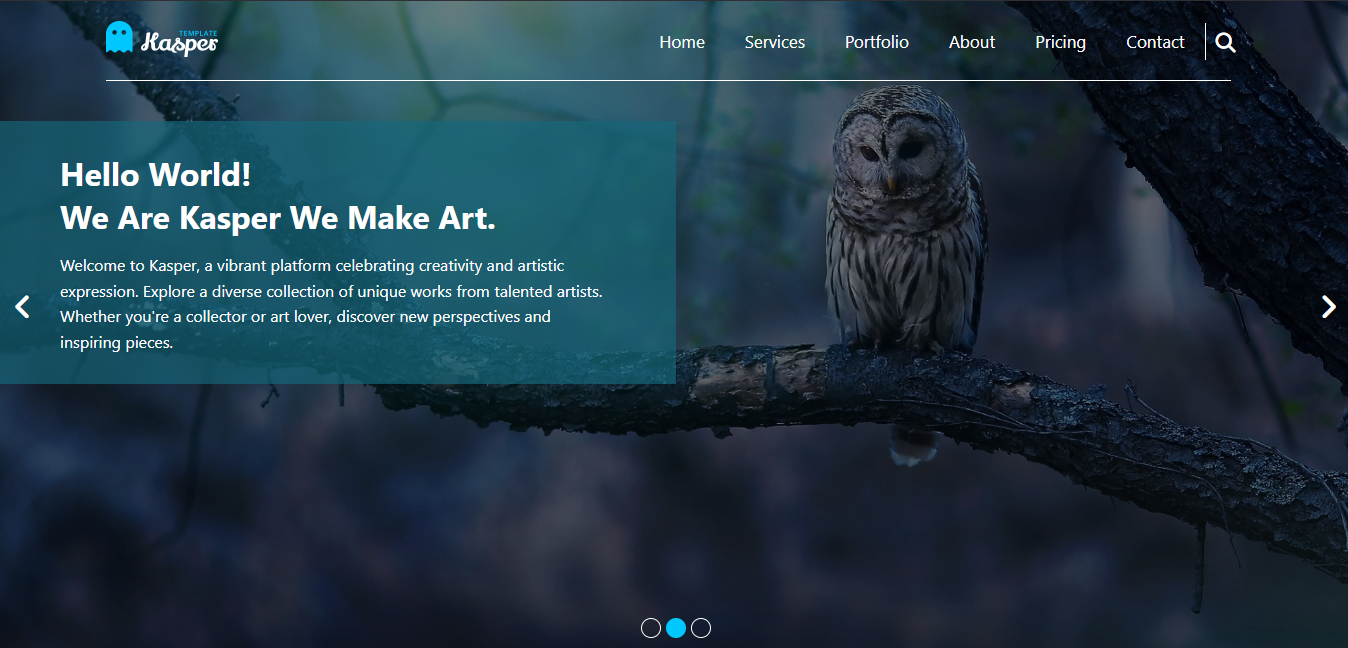 TEMPLATE
Kasper
Home Services Portfolio About Pricing Contact
Hello World!
We Are Kasper We Make Art.
Welcome to Kasper, a vibrant platform celebrating creativity and artistic
expression. Explore a diverse collection of unique works from talented artists.
Whether you're a collector or art lover, discover new perspectives and
inspiring pieces.